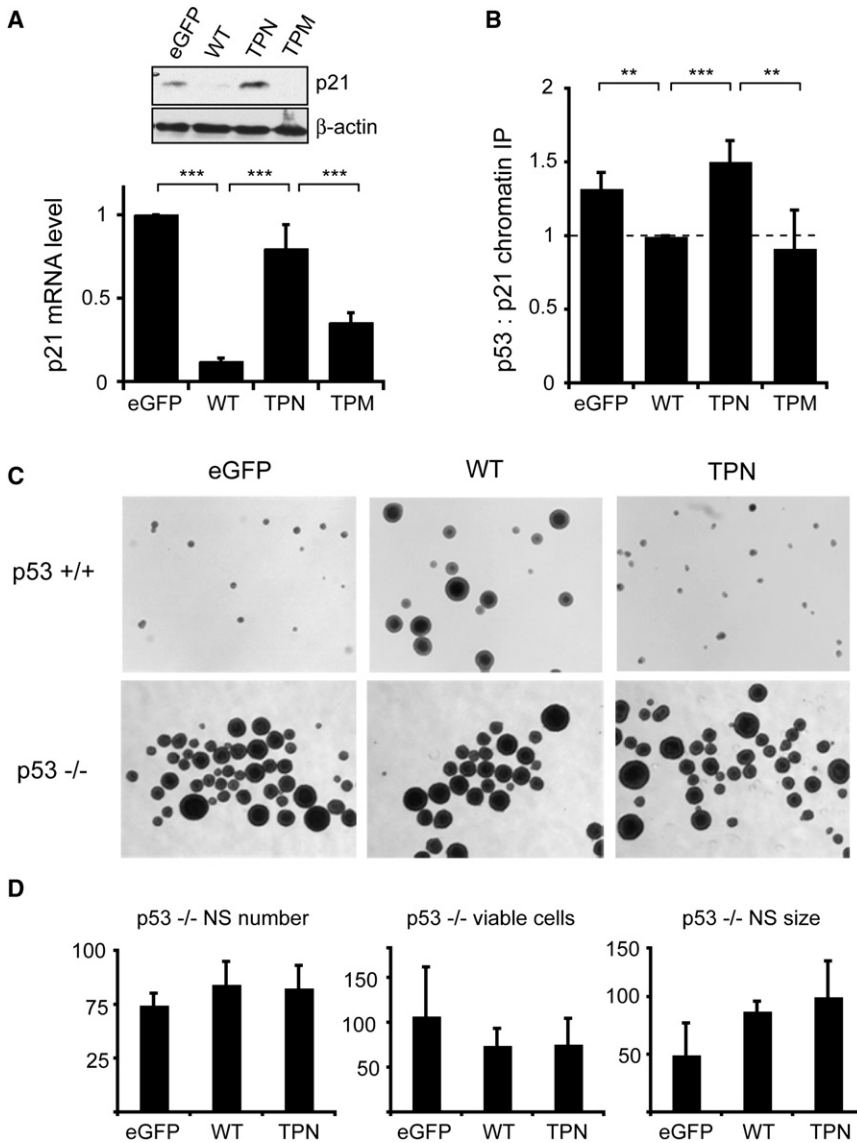 A
eGFP WT TPN TPM
p21
β-actin
*** *** ***
p21 mRNA level
1
0.5
0
eGFP WT TPN TPM
B
** *** **
p53 : p21 chromatin IP
2
1.5
1
0.5
0
eGFP WT TPN TPM
C
eGFP WT TPN
p53 +/+
p53 -/-
D
p53 -/- NS number
100
75
25
eGFP WT TPN
p53 -/- viable cells
150
100
50
eGFP WT TPN
p53 -/- NS size
150
100
50
eGFP WT TPN